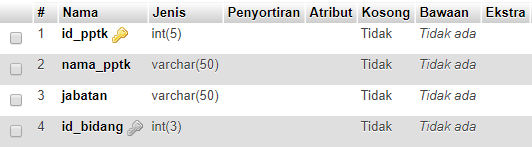 # Nama Jenis Penyortiran Atribut Kosong Bawaan Ekstra
1 id_pptk int(5) Tidak Tidak ada
2 nama_pptk varchar(50) Tidak Tidak ada
3 jabatan varchar(50) Tidak Tidak ada
4 id_bidang int(3) Tidak Tidak ada